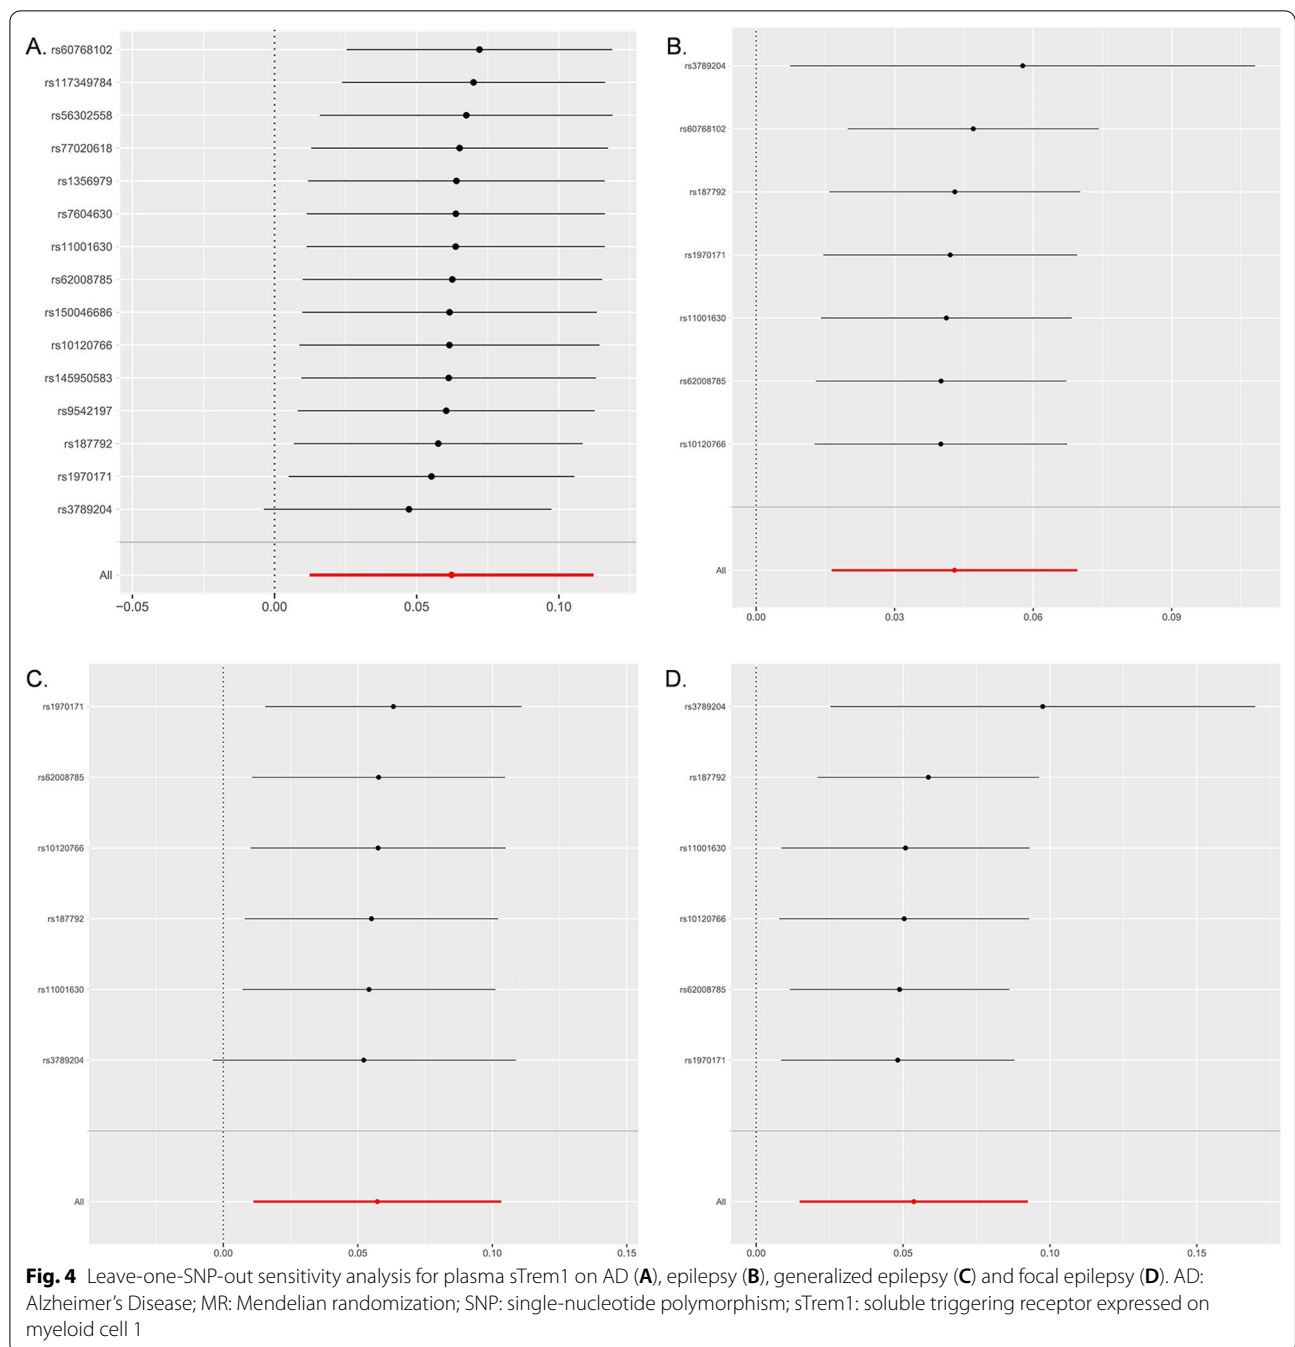 A.
rs60768102
rs117349784
rs56302558
rs77020618
rs1356979
rs7604630
rs11001630
rs62008785
rs150046686
rs10120766
rs145950583
rs9542197
rs187792
rs1970171
rs3789204
All
−0.05 0.00 0.05 0.10
B.
rs3789204
rs60768102
rs187792
rs1970171
rs11001630
rs62008785
rs10120766
All
0.00 0.03 0.06 0.09
C.
rs1970171
rs62008785
rs10120766
rs187792
rs11001630
rs3789204
All
0.00 0.05 0.10 0.15
D.
rs3789204
rs187792
rs11001630
rs10120766
rs62008785
rs1970171
All
0.00 0.05 0.10 0.15
Fig. 4 Leave-one-SNP-out sensitivity analysis for plasma sTrem1 on AD (A), epilepsy (B), generalized epilepsy (C) and focal epilepsy (D). AD:
Alzheimer's Disease; MR: Mendelian randomization; SNP: single-nucleotide polymorphism; sTrem1: soluble triggering receptor expressed on
myeloid cell 1